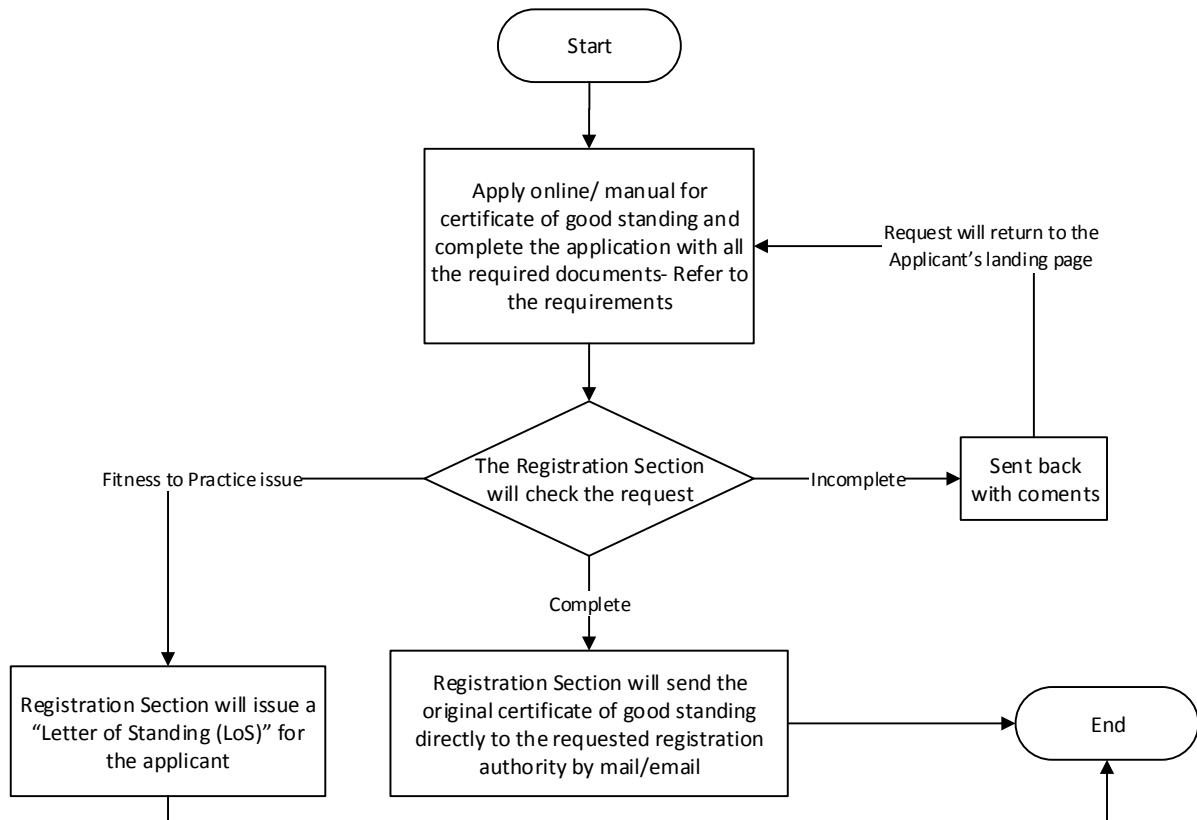 Start
Apply online/ manual for
certificate of good standing and
complete the application with all
the required documents- Refer to
the requirements
Request will return to the
Applicant’s landing page
The Registration Section
will check the request
Fitness to Practice issue
Incomplete
Sent back
with coments
Complete
Registration Section will issue a
“Letter of Standing (LoS)” for
the applicant
Registration Section will send the
original certificate of good standing
directly to the requested registration
authority by mail/email
End